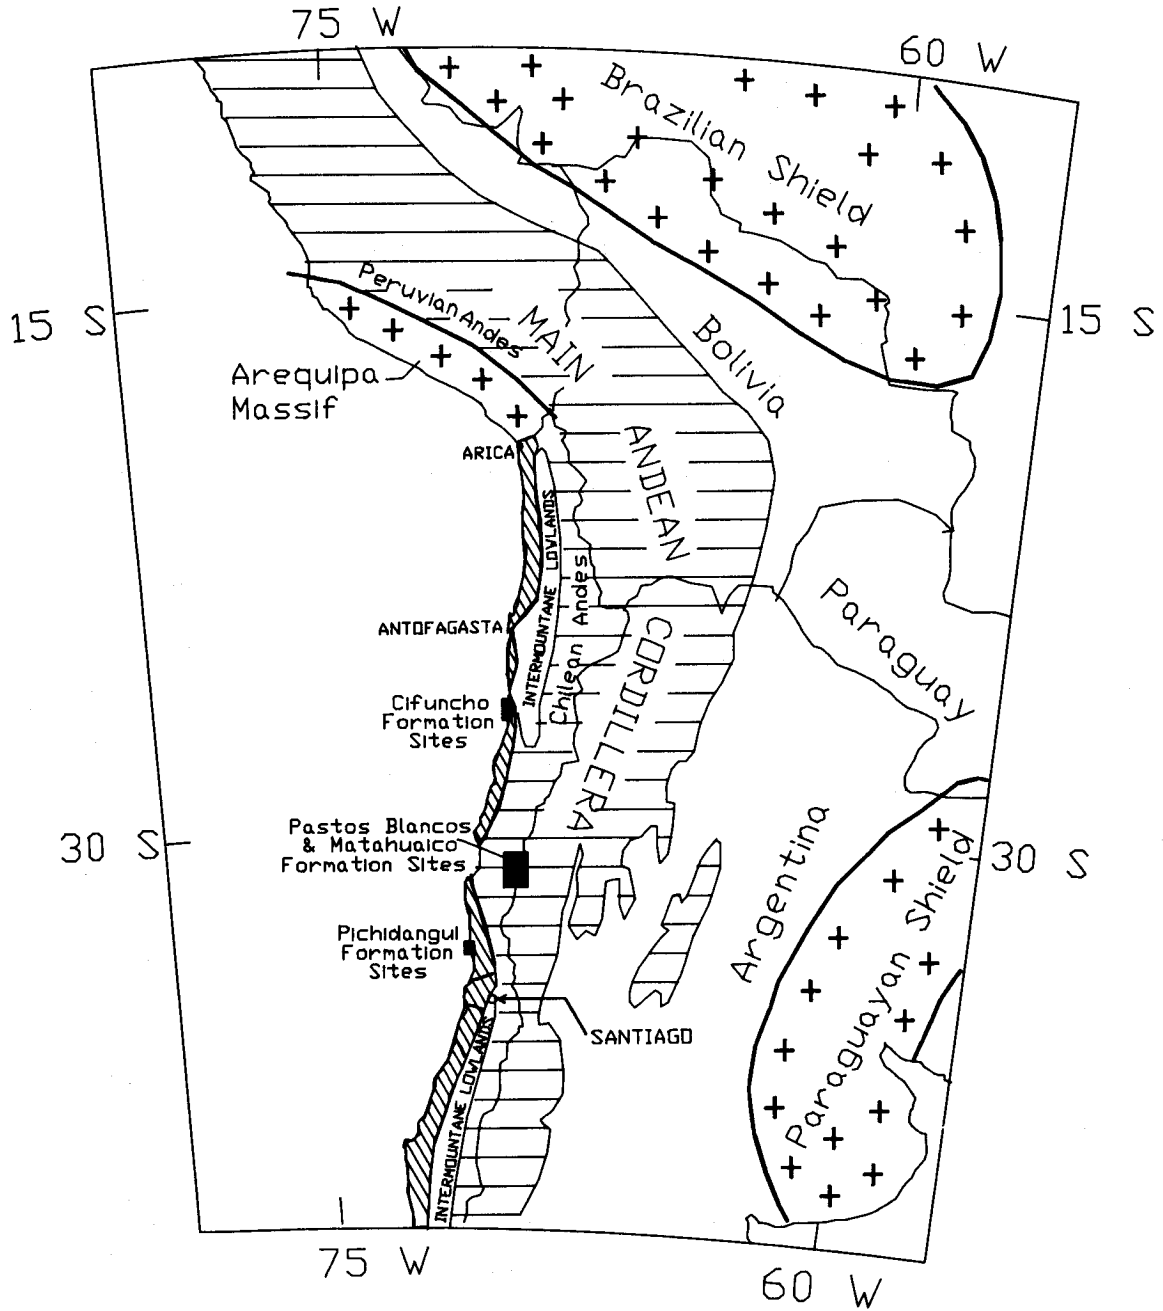 75 W
60 W
Brazilian Shield
15 S
15 S
Peruvian Andes
MAIN
Bolivia
Arequipa
Massif
ARICA
ANDEAN
INTERMOUNTANE LOWLANDS
Chilean Andes
ANTOFAGASTA
Paraguay
CORDILLERA
Cifuncho
Formation
Sites
Pastos Blancos
& Matahuaico
Formation Sites
30 S
30 S
Argentina
Paraguayan Shield
Pichidangui
Formation
Sites
SANTIAGO
INTERMOUNTANE LOWLANDS
75 W
60 W